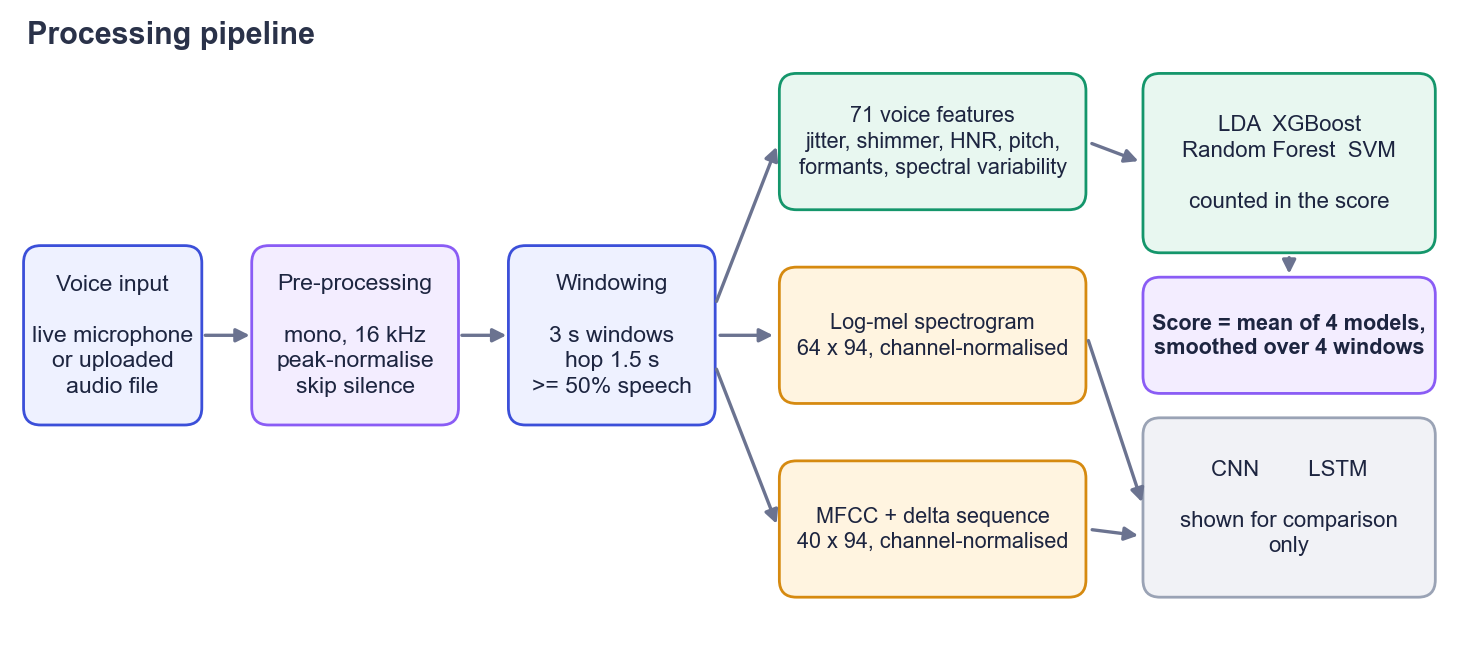 Processing pipeline
Voice input
live microphone
or uploaded
audio file
Pre-processing
mono, 16 kHz
peak-normalise
skip silence
Windowing
3 s windows
hop 1.5 s
>= 50% speech
71 voice features
jitter, shimmer, HNR, pitch,
formants, spectral variability
Log-mel spectrogram
64 x 94, channel-normalised
MFCC + delta sequence
40 x 94, channel-normalised
LDA  XGBoost
Random Forest  SVM
counted in the score
Score = mean of 4 models,
smoothed over 4 windows
CNN LSTM
shown for comparison
only